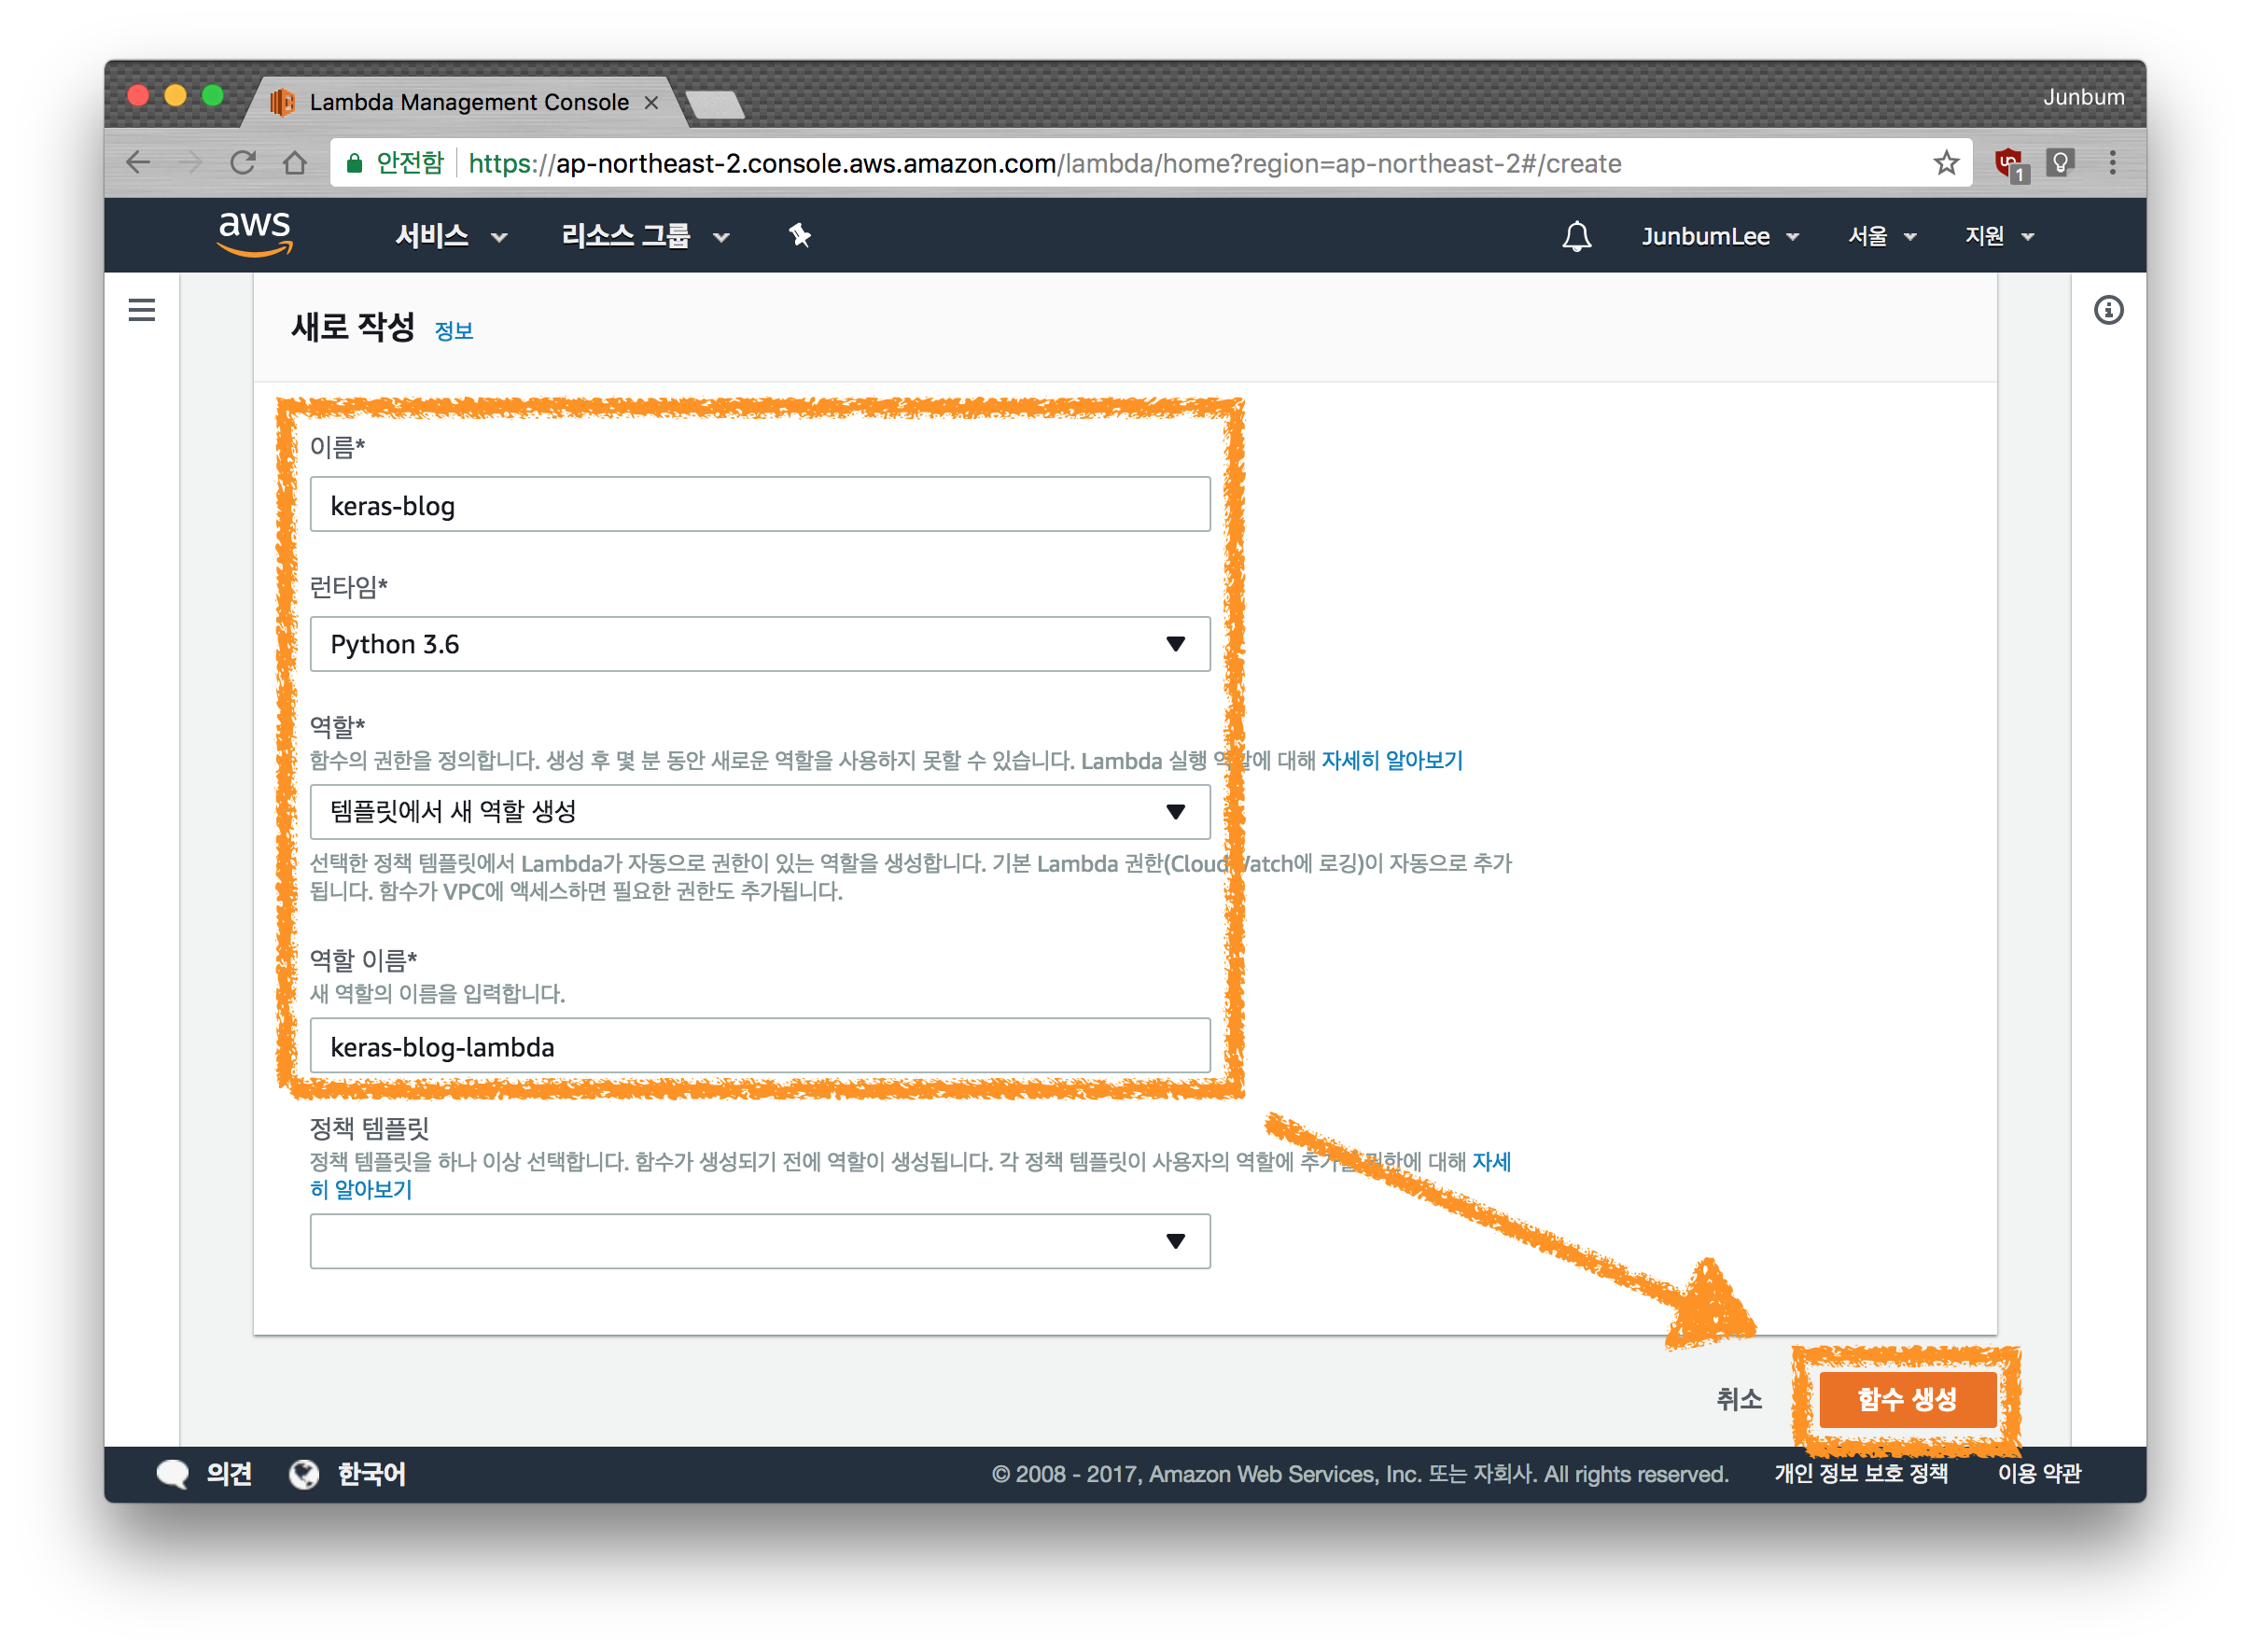 Lambda Management Console
Junbum
안전함 https://ap-northeast-2.console.aws.amazon.com/lambda/home?region=ap-northeast-2#/create
1
aws 서비스 리소스 그룹 JunbumLee 서울 지원
새로 작성 정보
이름*
keras-blog
런타임*
Python 3.6
역할*
함수의 권한을 정의합니다. 생성 후 몇 분 동안 새로운 역할을 사용하지 못할 수 있습니다. Lambda 실행 역할에 대해 자세히 알아보기
템플릿에서 새 역할 생성
선택한 정책 템플릿에서 Lambda가 자동으로 권한이 있는 역할을 생성합니다. 기본 Lambda 권한(CloudWatch에 로깅)이 자동으로 추가
됩니다. 함수가 VPC에 액세스하면 필요한 권한도 추가됩니다.
역할 이름*
새 역할의 이름을 입력합니다.
keras-blog-lambda
정책 템플릿
정책 템플릿을 하나 이상 선택합니다. 함수가 생성되기 전에 역할이 생성됩니다. 각 정책 템플릿이 사용자의 역할에 추가할 권한에 대해 자세
히 알아보기
취소 함수 생성
의견 한국어 © 2008 - 2017, Amazon Web Services, Inc. 또는 자회사. All rights reserved. 개인 정보 보호 정책 이용 약관